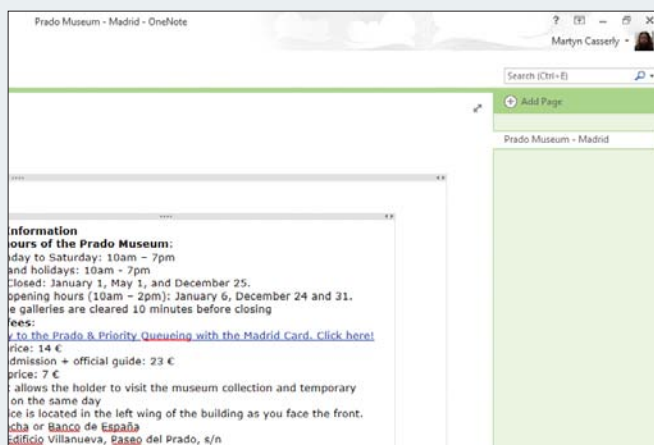 Prado Museum - Madrid - OneNote
?
Martyn Casserly
Search (Ctrl+E)
Add Page
Prado Museum - Madrid
Information
ours of the Prado Museum:
day to Saturday: 10am – 7pm
and holidays: 10am - 7pm
Closed: January 1, May 1, and December 25.
opening hours (10am – 2pm): January 6, December 24 and 31.
e galleries are cleared 10 minutes before closing
fees:
y to the Prado & Priority Queueing with the Madrid Card. Click here!
rice: 14 €
dmission + official guide: 23 €
price: 7 €
t allows the holder to visit the museum collection and temporary
on the same day
ice is located in the left wing of the building as you face the front.
cha or Banco de España
Edificio Villanueva, Paseo del Prado, s/n